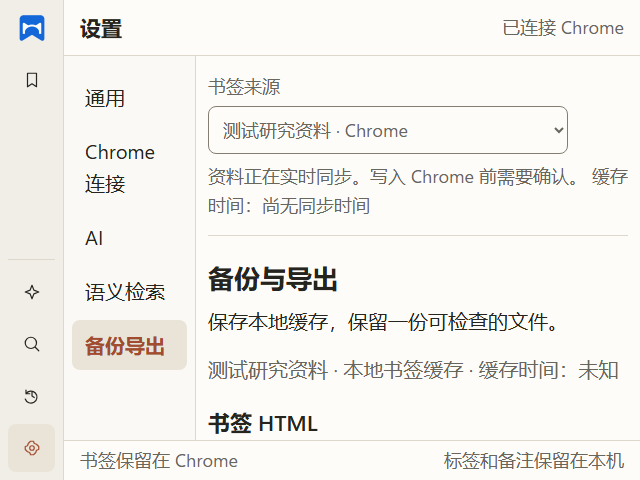 设置
已连接 Chrome
通用
Chrome
连接
AI
语义检索
备份导出
书签来源
测试研究资料 · Chrome
资料正在实时同步。写入 Chrome 前需要确认。 缓存
时间：尚无同步时间
备份与导出
保存本地缓存，保留一份可检查的文件。
测试研究资料 · 本地书签缓存 · 缓存时间：未知
书签 HTML
书签保留在 Chrome
标签和备注保留在本机